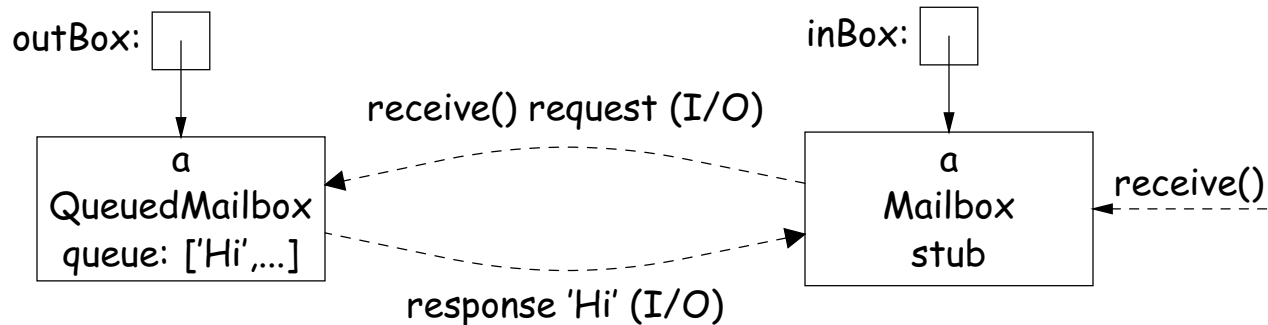 outBox:
inBox:
receive() request (I/O)
a
QueuedMailbox
queue: ['Hi',...]
a
Mailbox
stub
receive()
response 'Hi' (I/O)